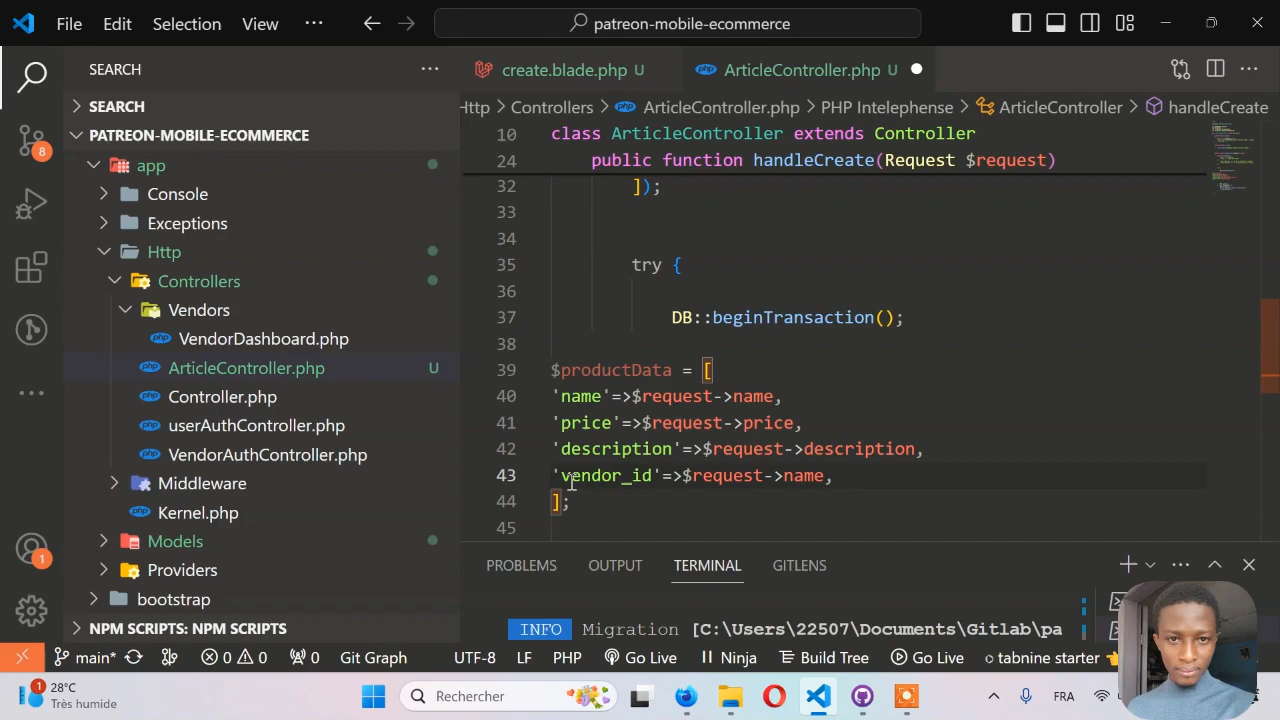 File Edit Selection View ··· patreon-mobile-ecommerce
SEARCH ···
create.blade.php U
ArticleController.php U
SEARCH
Http > Controllers > ArticleController.php > PHP Intelephense > ArticleController > handleCreate
PATREON-MOBILE-ECOMMERCE
app
Console
Exceptions
Http
Controllers
Vendors
VendorDashboard.php
ArticleController.php U
Controller.php
userAuthController.php
VendorAuthController.php
Middleware
Kernel.php
Models
Providers
bootstrap
NPM SCRIPTS: NPM SCRIPTS
8
1
10 class ArticleController extends Controller
24 public function handleCreate(Request $request)
32 ]);
33
34
35 try {
36
37 DB::beginTransaction();
38
39 $productData = [
40 'name'=>$request->name,
41 'price'=>$request->price,
42 'description'=>$request->description,
43 'vendor_id'=>$request->name,
44 ];
45
PROBLEMS OUTPUT TERMINAL GITLENS
INFO Migration [C:\Users\22507\Documents\Gitlab\pa
main* 0 0 0 Git Graph UTF-8 LF PHP Go Live Ninja Build Tree Go Live tabnine starter
1 28°C
Très humide
Rechercher
FRA